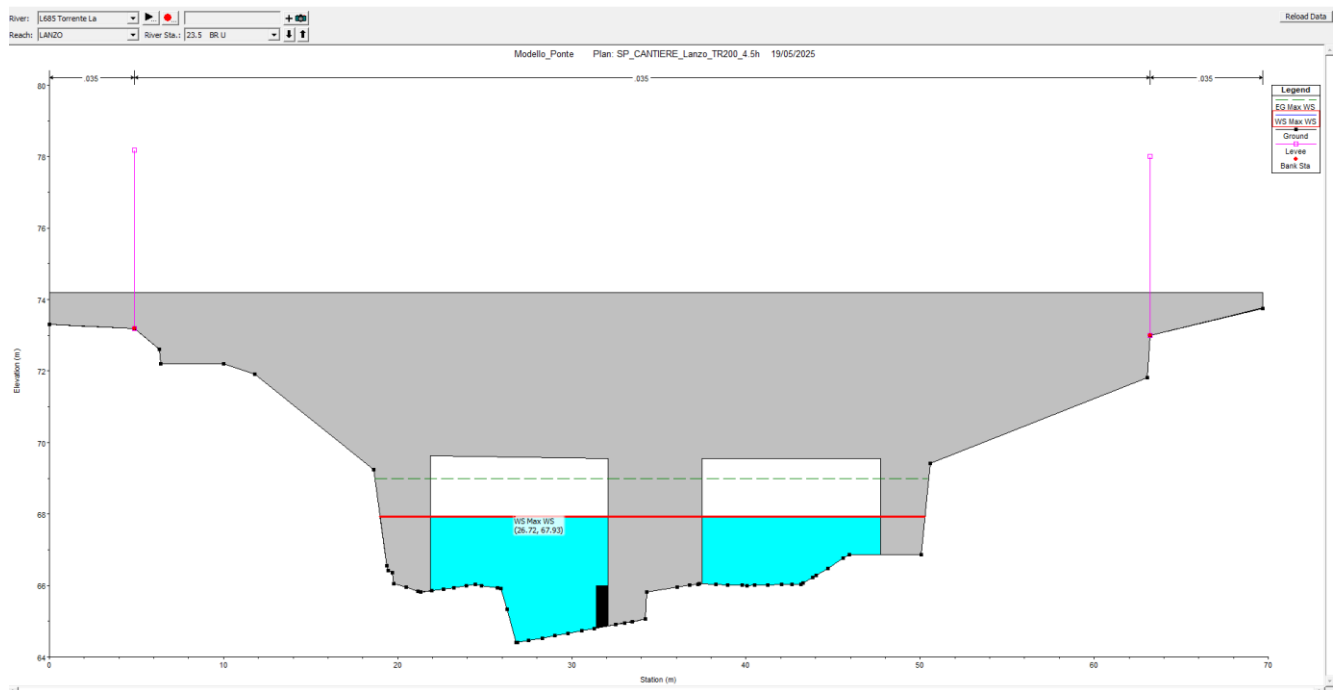 River: L685 Torrente La
Reload Data
Reach: LANZO River Sta.: 23.5 BR U
Modello_Ponte Plan: SP_CANTIERE_Lanzo_TR200_4.5h 19/05/2025
.035 .035 .035
Legend
EG Max WS
WS Max WS
Ground
Levee
Bank Sta
80
78
76
74
72
70
68
66
64
Elevation (m)
WS Max WS
(26.72, 67.93)
0 10 20 30 40 50 60 70
Station (m)